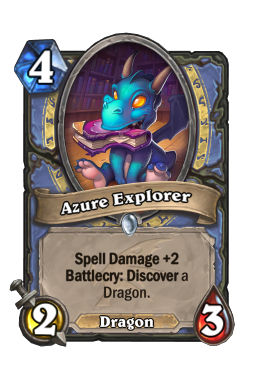 4
Azure Explorer
Spell Damage +2
Battlecry: Discover a
Dragon.
2
Dragon
3